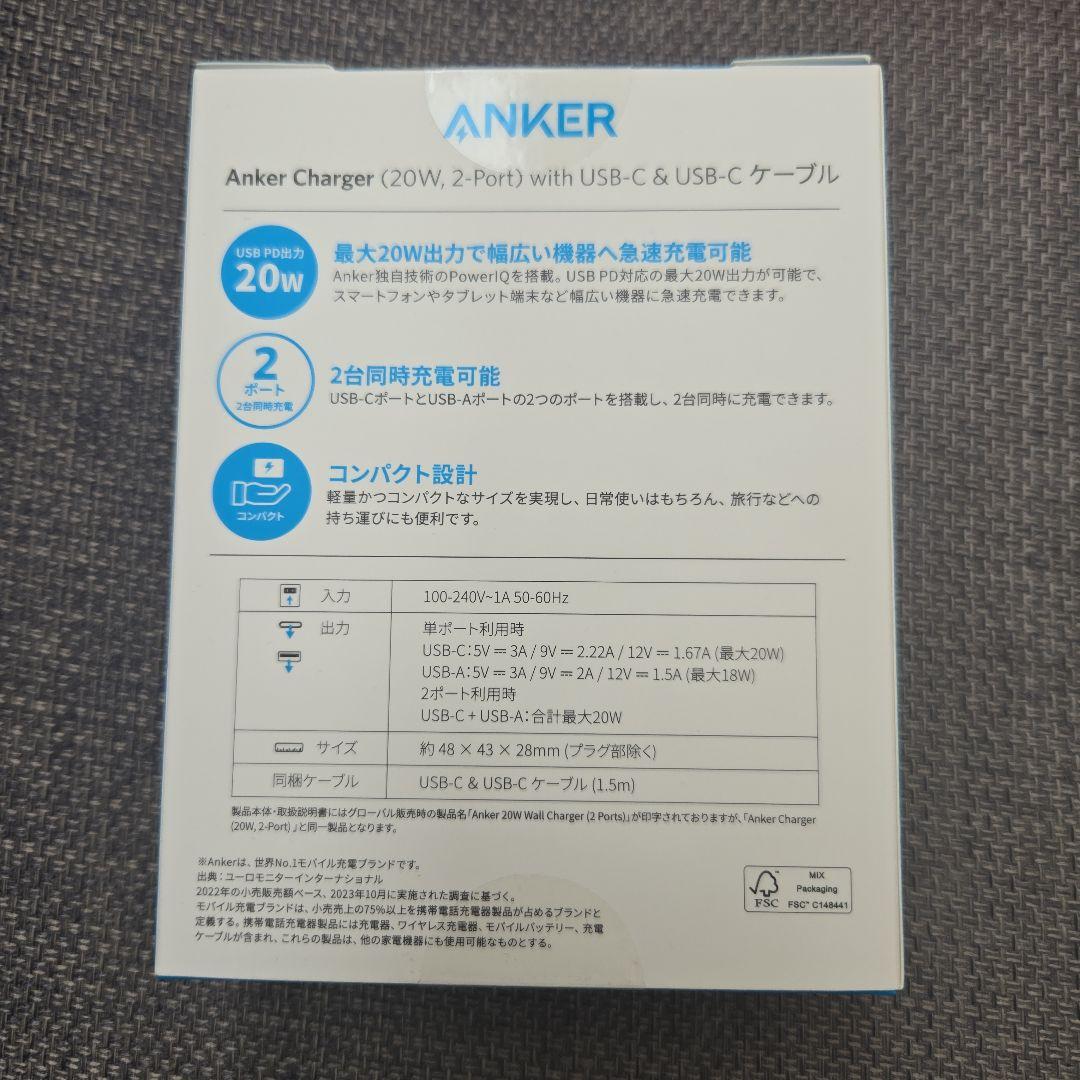 ANKER
Anker Charger (20W, 2-Port) with USB-C & USB-C ケーブル
USB PD出力
20W
最大20W出力で幅広い機器へ急速充電可能
Anker独自技術のPowerIQを搭載。USB PD対応の最大20W出力が可能で、
スマートフォンやタブレット端末など幅広い機器に急速充電できます。
2
ポート
2台同時充電
2台同時充電可能
USB-CポートとUSB-Aポートの2つのポートを搭載し、2台同時に充電できます。
コンパクト
コンパクト設計
軽量かつコンパクトなサイズを実現し、日常使いはもちろん、旅行などへの
持ち運びにも便利です。
入力 100-240V~1A 50-60Hz
出力 単ポート利用時
USB-C:5V ⎓ 3A / 9V ⎓ 2.22A / 12V ⎓ 1.67A (最大20W)
USB-A:5V ⎓ 3A / 9V ⎓ 2A / 12V ⎓ 1.5A (最大18W)
2ポート利用時
USB-C + USB-A:合計最大20W
サイズ 約 48 × 43 × 28mm (プラグ部除く)
同梱ケーブル USB-C & USB-C ケーブル (1.5m)
製品本体・取扱説明書にはグローバル販売時の製品名「Anker 20W Wall Charger (2 Ports)」が印字されておりますが、「Anker Charger
(20W, 2-Port) 」と同一製品となります。
※Ankerは、世界No.1モバイル充電ブランドです。
出典：ユーロモニターインターナショナル
2022年の小売販売額ベース、2023年10月に実施された調査に基づく。
モバイル充電ブランドは、小売売上の75%以上を携帯電話充電器製品が占めるブランドと
定義する。携帯電話充電器製品には充電器、ワイヤレス充電器、モバイルバッテリー、充電
ケーブルが含まれ、これらの製品は、他の家電機器にも使用可能なものとする。
FSC
MIX
Packaging
FSC™ C148441